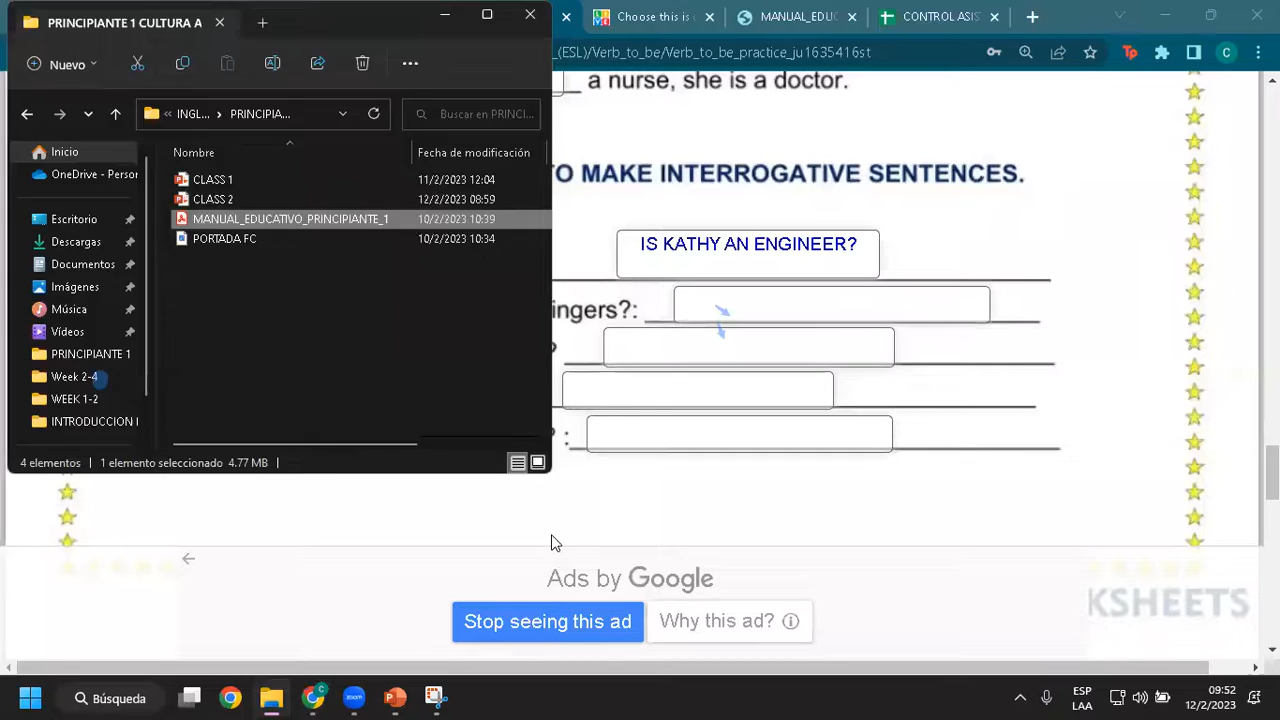 PRINCIPIANTE 1 CULTURA A
Choose this is
MANUAL_EDUC
CONTROL ASIS
Nuevo
_(ESL)/Verb_to_be/Verb_to_be_practice_ju1635416st
C
« INGL... > PRINCIPIA...
Buscar en PRINCI...
__ a nurse, she is a doctor.
Inicio
OneDrive - Person
Escritorio
Descargas
Documentos
Imágenes
Música
Vídeos
PRINCIPIANTE 1
Week 2-4
WEEK 1-2
INTRODUCCION I
Nombre
Fecha de modificación
CLASS 1
11/2/2023 12:04
CLASS 2
12/2/2023 08:59
MANUAL_EDUCATIVO_PRINCIPIANTE_1
10/2/2023 10:39
PORTADA FC
10/2/2023 10:34
4 elementos
1 elemento seleccionado 4.77 MB
TO MAKE INTERROGATIVE SENTENCES.
IS KATHY AN ENGINEER?
ingers?:
?
? :
Ads by Google
Stop seeing this ad
Why this ad?
KSHEETS
Búsqueda
C
zoom
ESP
LAA
09:52
12/2/2023